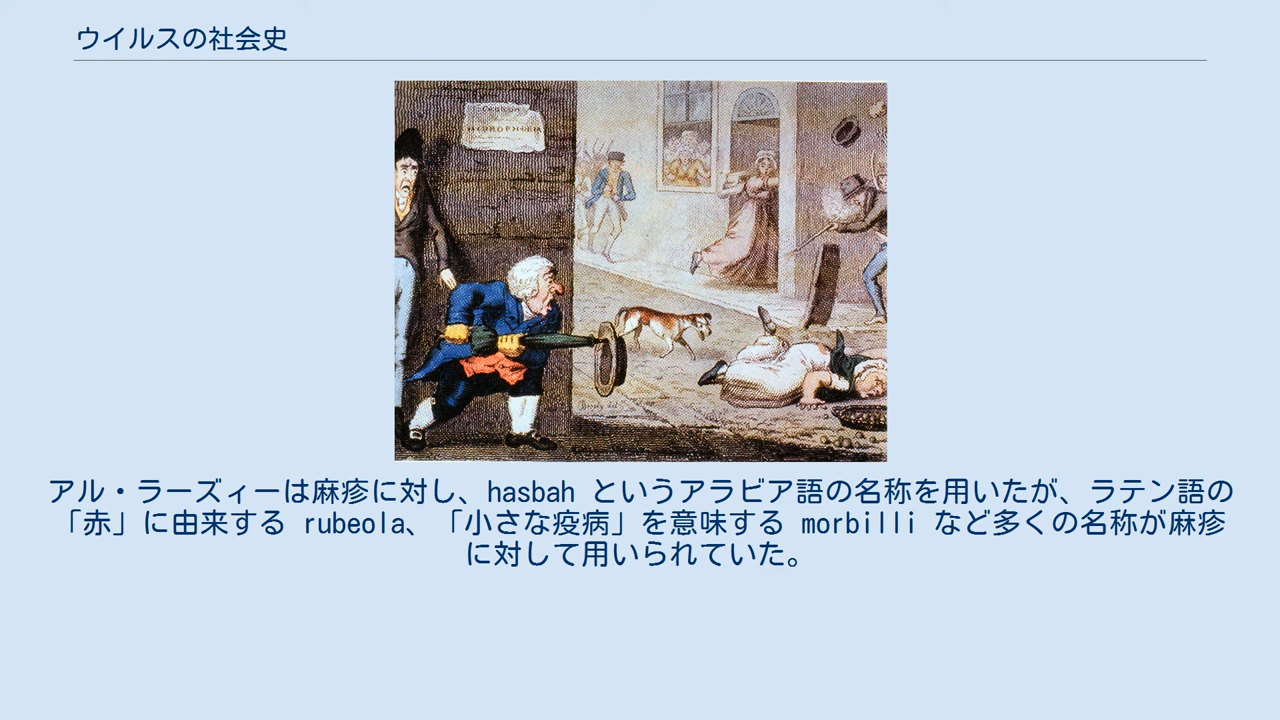 ウイルスの社会史
HYDROPHOBIA
アル・ラーズィーは麻疹に対し、hasbah というアラビア語の名称を用いたが、ラテン語の
「赤」に由来する rubeola、「小さな疫病」を意味する morbilli など多くの名称が麻疹
に対して用いられていた。